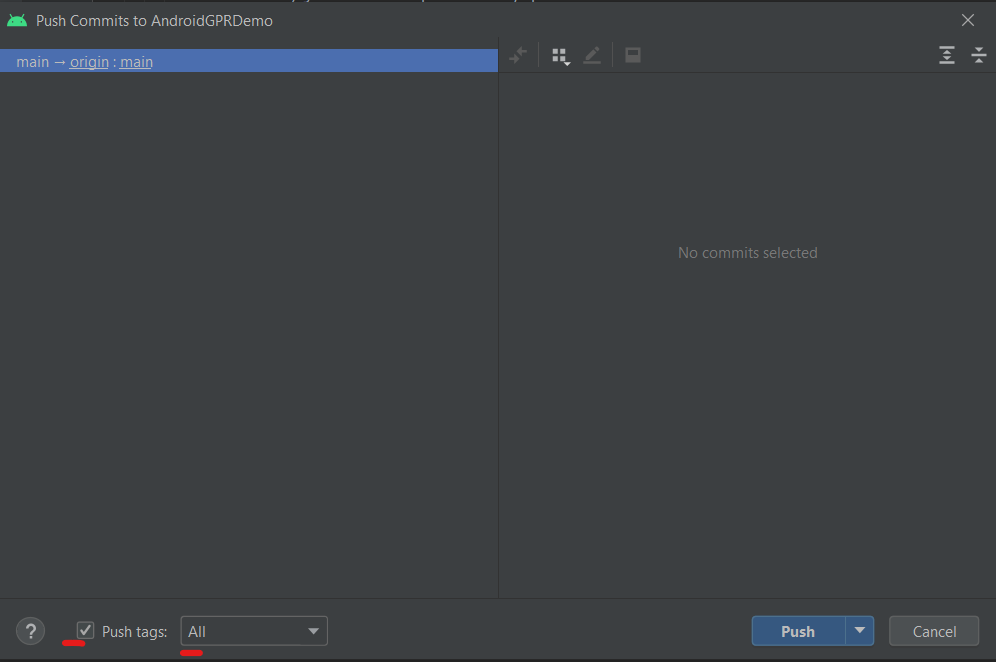 Push Commits to AndroidGPRDemo
main → origin : main
No commits selected
? Push tags: All Push Cancel